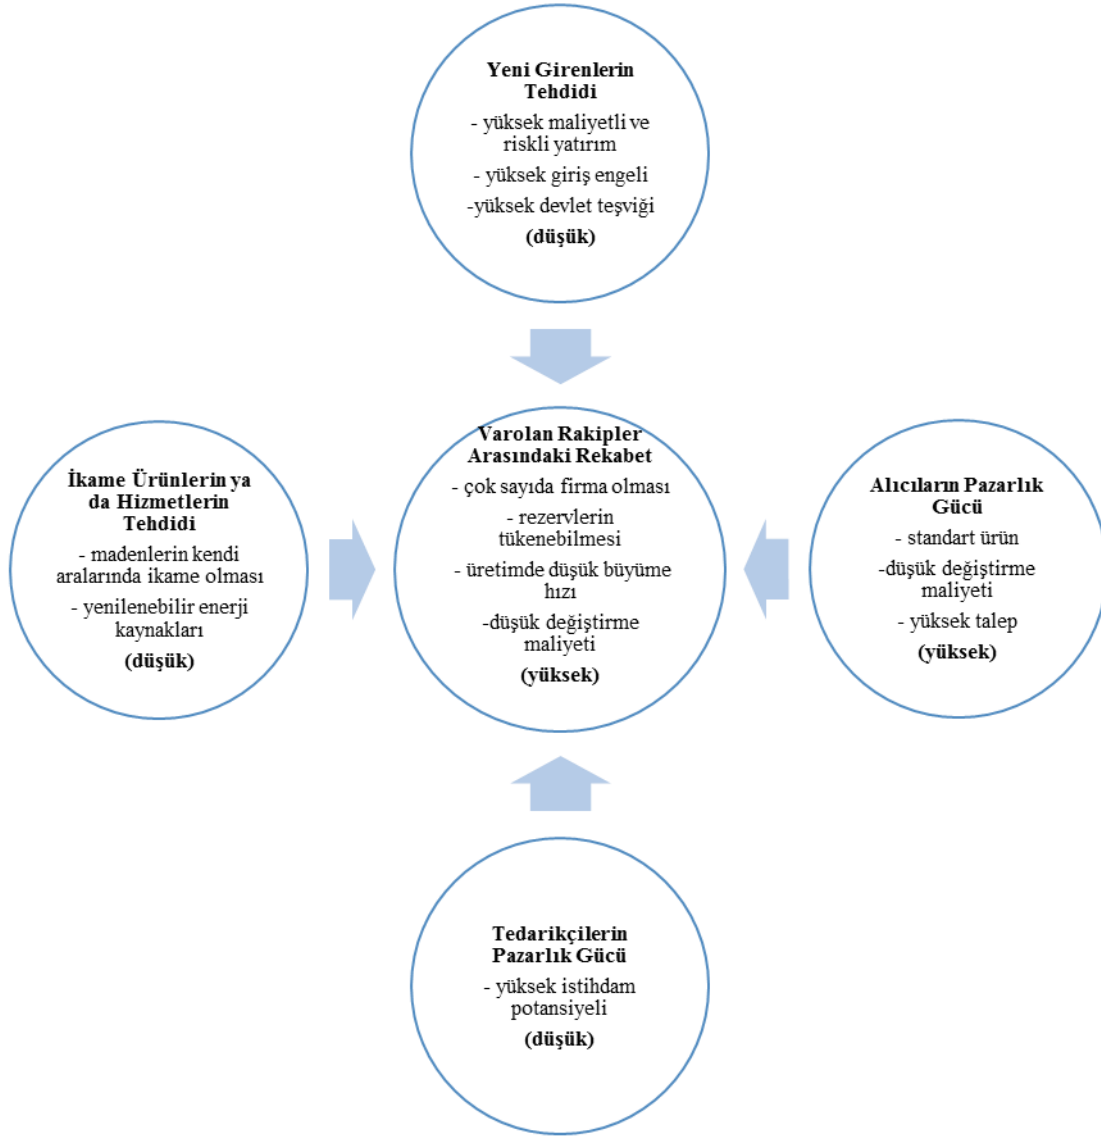 Yeni Girenlerin
Tehdidi
- yüksek maliyetli ve
riskli yatırım
- yüksek giriş engeli
-yüksek devlet teşviği
(düşük)
İkame Ürünlerin ya
da Hizmetlerin
Tehdidi
- madenlerin kendi
aralarında ikame olması
- yenilenebilir enerji
kaynakları
(düşük)
Varolan Rakipler
Arasındaki Rekabet
- çok sayıda firma olması
- rezervlerin
tükenebilmesi
- üretimde düşük büyüme
hızı
-düşük değiştirme
maliyeti
(yüksek)
Alıcıların Pazarlık
Gücü
- standart ürün
-düşük değiştirme
maliyeti
- yüksek talep
(yüksek)
Tedarikçilerin
Pazarlık Gücü
- yüksek istihdam
potansiyeli
(düşük)